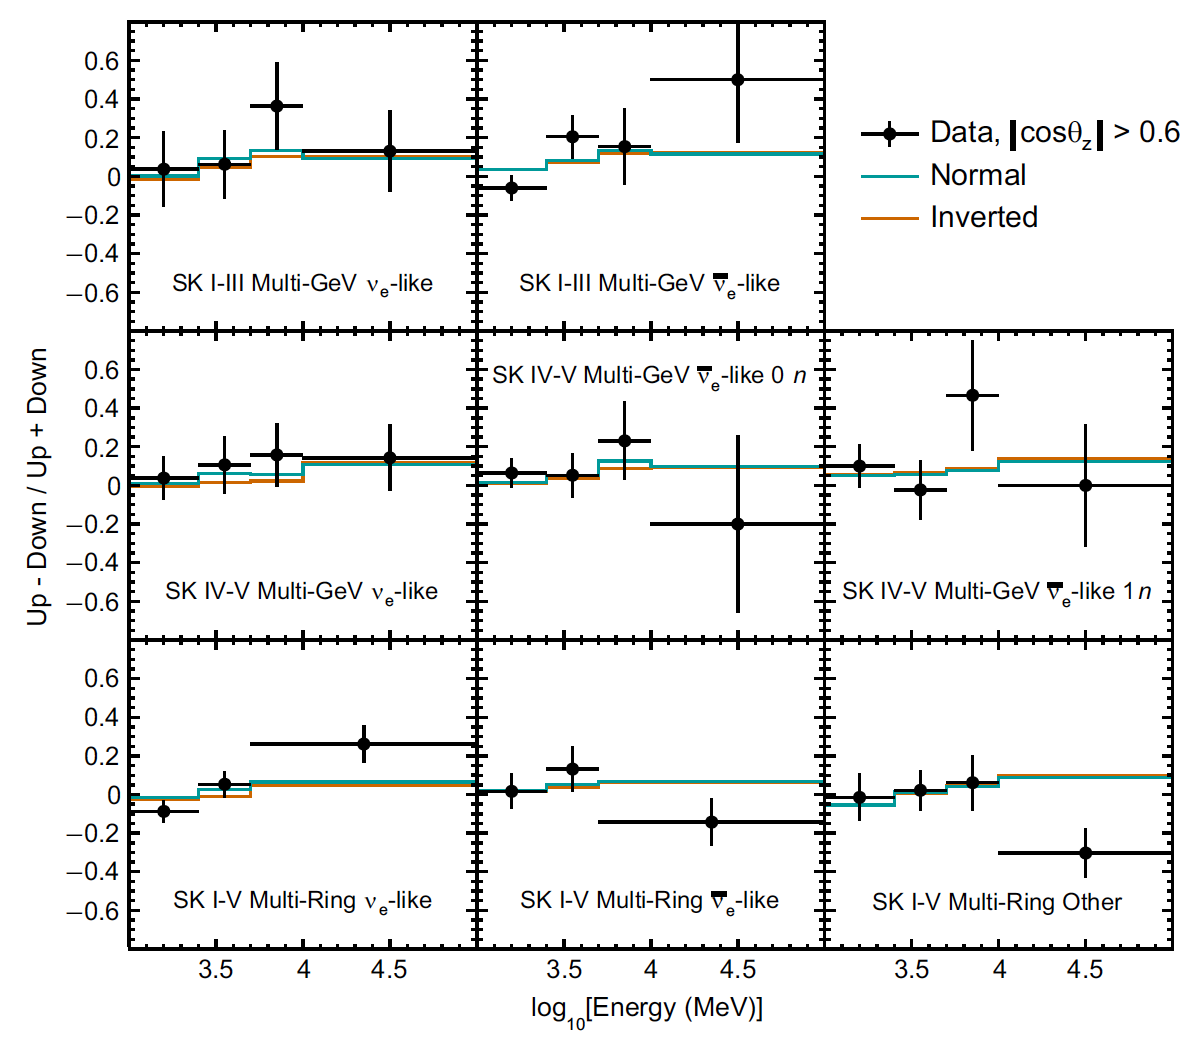 0.6
0.4
0.2
0
−0.2
−0.4
−0.6
SK I-III Multi-GeV νe-like
SK I-III Multi-GeV ν̅e-like
Data, |cosθz| > 0.6
Normal
Inverted
Up - Down / Up + Down
0.6
0.4
0.2
0
−0.2
−0.4
−0.6
SK IV-V Multi-GeV νe-like
SK IV-V Multi-GeV ν̅e-like 0 n
SK IV-V Multi-GeV ν̅e-like 1 n
0.6
0.4
0.2
0
−0.2
−0.4
−0.6
SK I-V Multi-Ring νe-like
SK I-V Multi-Ring ν̅e-like
SK I-V Multi-Ring Other
3.5 4 4.5
3.5 4 4.5
3.5 4 4.5
log10[Energy (MeV)]